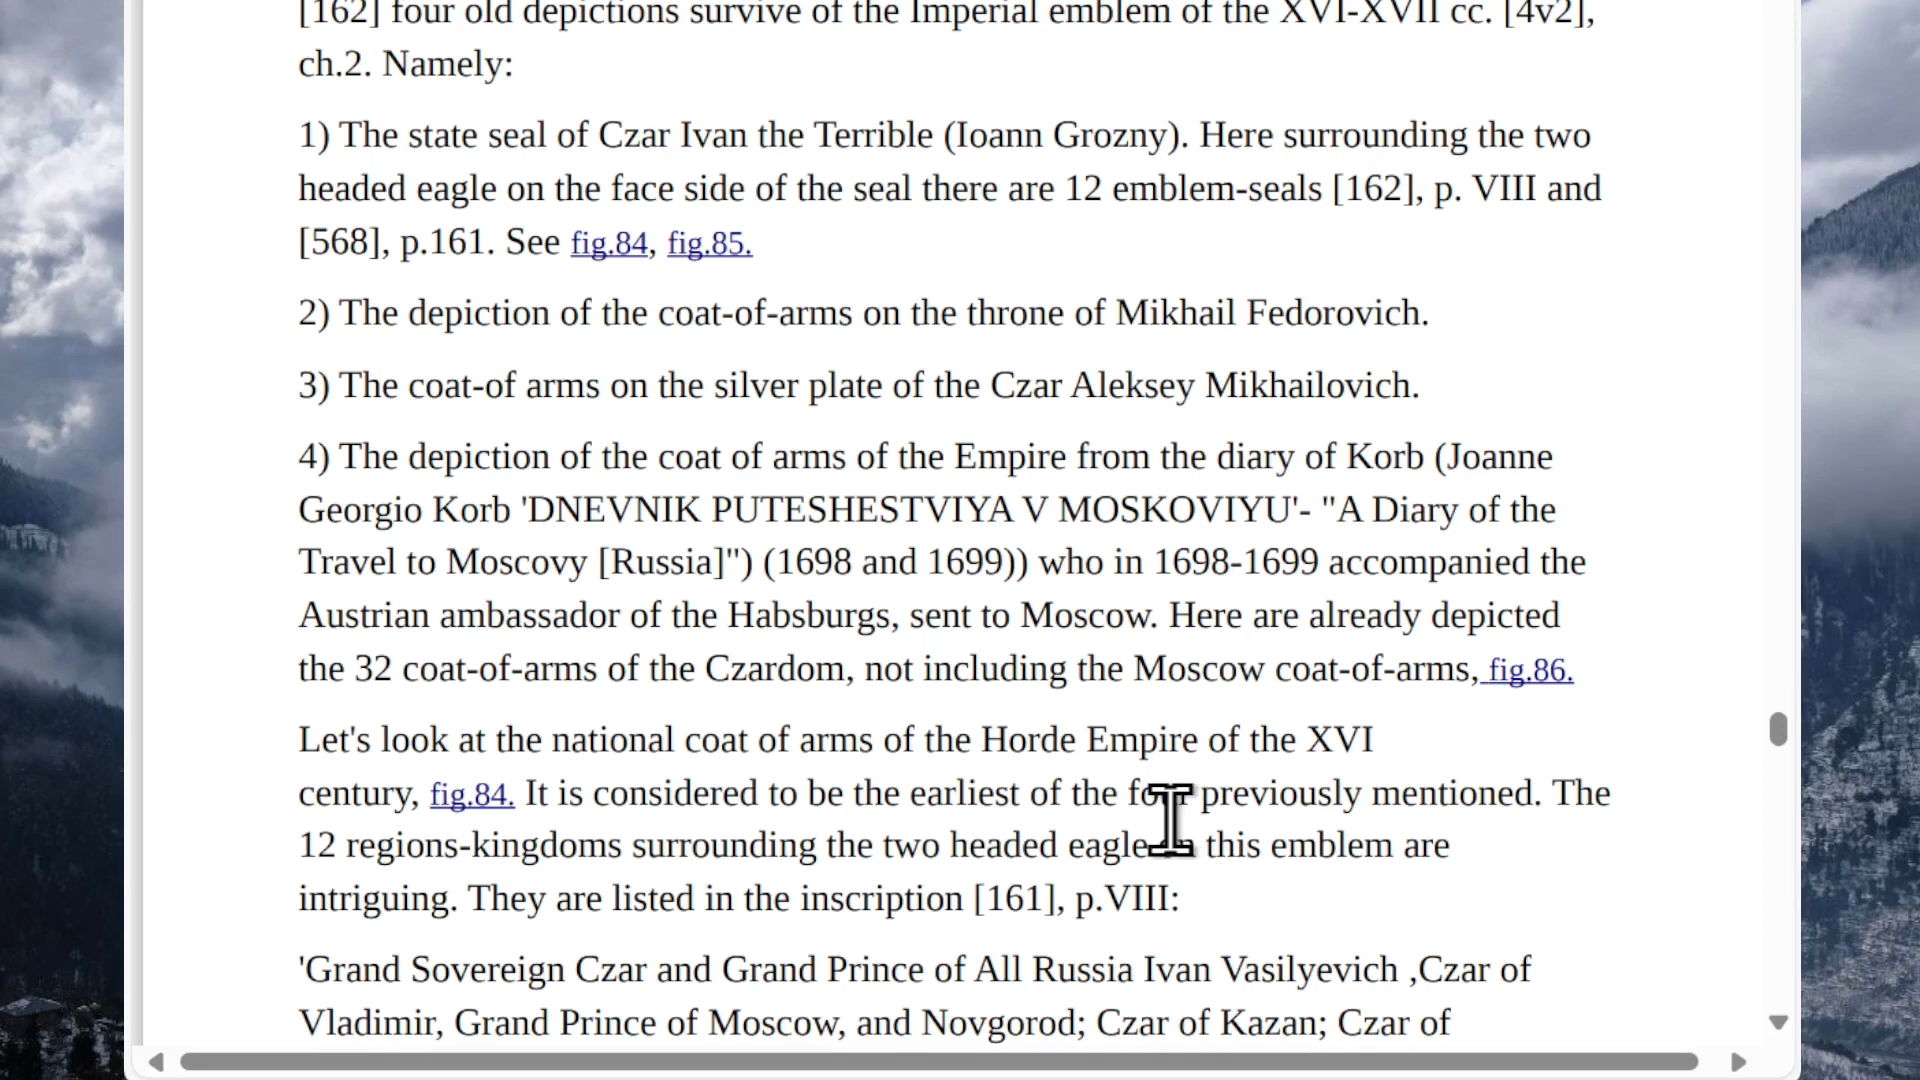 [162] four old depictions survive of the Imperial emblem of the XVI-XVII cc. [4v2],
ch.2. Namely:
1) The state seal of Czar Ivan the Terrible (Ioann Grozny). Here surrounding the two
headed eagle on the face side of the seal there are 12 emblem-seals [162], p. VIII and
[568], p.161. See fig.84, fig.85.
2) The depiction of the coat-of-arms on the throne of Mikhail Fedorovich.
3) The coat-of arms on the silver plate of the Czar Aleksey Mikhailovich.
4) The depiction of the coat of arms of the Empire from the diary of Korb (Joanne
Georgio Korb 'DNEVNIK PUTESHESTVIYA V MOSKOVIYU'- "A Diary of the
Travel to Moscovy [Russia]") (1698 and 1699)) who in 1698-1699 accompanied the
Austrian ambassador of the Habsburgs, sent to Moscow. Here are already depicted
the 32 coat-of-arms of the Czardom, not including the Moscow coat-of-arms, fig.86.
Let's look at the national coat of arms of the Horde Empire of the XVI
century, fig.84. It is considered to be the earliest of the four previously mentioned. The
12 regions-kingdoms surrounding the two headed eagle this emblem are
intriguing. They are listed in the inscription [161], p.VIII:
'Grand Sovereign Czar and Grand Prince of All Russia Ivan Vasilyevich ,Czar of
Vladimir, Grand Prince of Moscow, and Novgorod; Czar of Kazan; Czar of